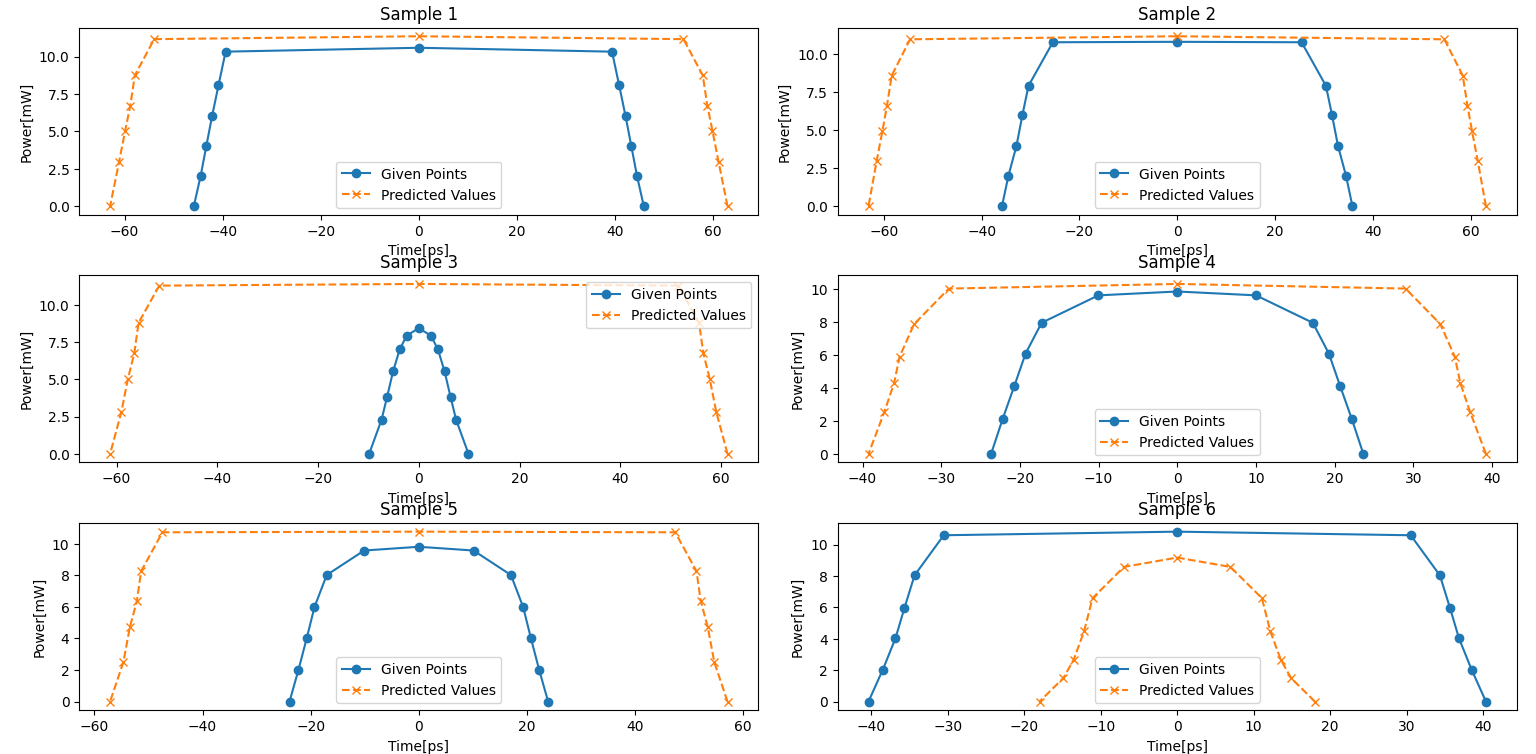 Sample 1
Power[mW]
10.0
7.5
5.0
2.5
0.0
Given Points
Predicted Values
−60 −40 −20 0 20 40 60
Time[ps]
Sample 2
Power[mW]
10.0
7.5
5.0
2.5
0.0
Given Points
Predicted Values
−60 −40 −20 0 20 40 60
Time[ps]
Sample 3
Power[mW]
10.0
7.5
5.0
2.5
0.0
Given Points
Predicted Values
−60 −40 −20 0 20 40 60
Time[ps]
Sample 4
Power[mW]
10
8
6
4
2
0
Given Points
Predicted Values
−40 −30 −20 −10 0 10 20 30 40
Time[ps]
Sample 5
Power[mW]
10
8
6
4
2
0
Given Points
Predicted Values
−60 −40 −20 0 20 40 60
Time[ps]
Sample 6
Power[mW]
10
8
6
4
2
0
Given Points
Predicted Values
−40 −30 −20 −10 0 10 20 30 40
Time[ps]